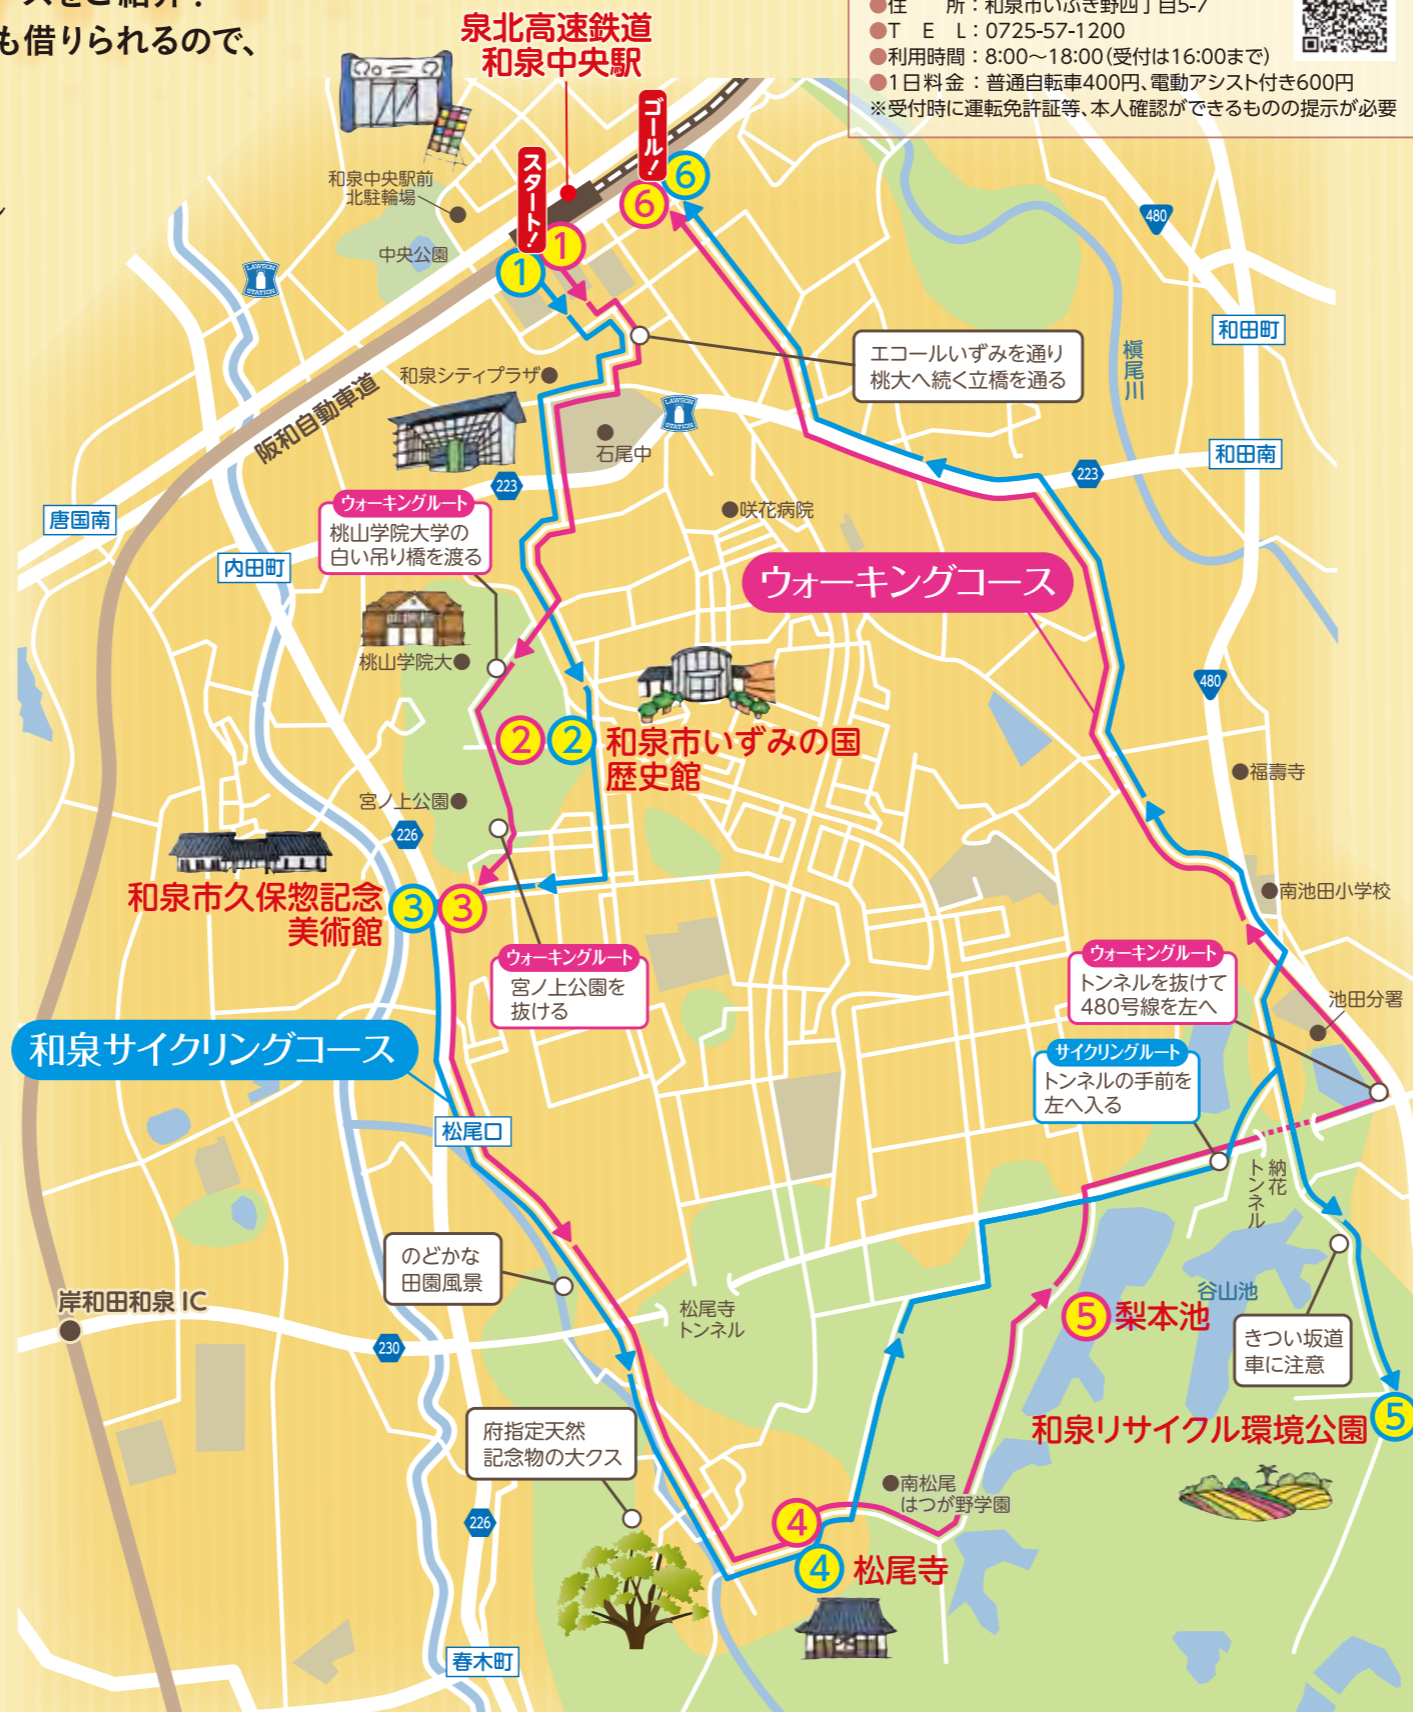 も借りられるので、
泉北高速鉄道
和泉中央駅
●住　所：和泉市いぶき野四丁目5-7
●T E L：0725-57-1200
●利用時間：8:00～18:00(受付は16:00まで)
●1日料金：普通自転車400円、電動アシスト付き600円
※受付時に運転免許証等、本人確認ができるものの提示が必要
スタート！
ゴール！
6
6
1
1
和泉中央駅前
北駐輪場
中央公園
480
LAWSON
STATION
和田町
槇尾川
エコールいずみを通り
桃大へ続く立橋を通る
和泉シティプラザ
阪和自動車道
LAWSON
STATION
石尾中
和田南
223
223
唐国南
内田町
ウォーキングルート
桃山学院大学の
白い吊り橋を渡る
咲花病院
ウォーキングコース
桃山学院大
480
2
2
和泉市いずみの国
歴史館
福壽寺
宮ノ上公園
226
和泉市久保惣記念
美術館
3
3
南池田小学校
ウォーキングルート
宮ノ上公園を
抜ける
ウォーキングルート
トンネルを抜けて
480号線を左へ
池田分署
和泉サイクリングコース
サイクリングルート
トンネルの手前を
左へ入る
松尾口
納花
トンネル
のどかな
田園風景
谷山池
岸和田和泉IC
松尾寺
トンネル
5
梨本池
230
きつい坂道
車に注意
和泉リサイクル環境公園
5
府指定天然
記念物の大クス
南松尾
はつが野学園
226
4
4
松尾寺
春木町